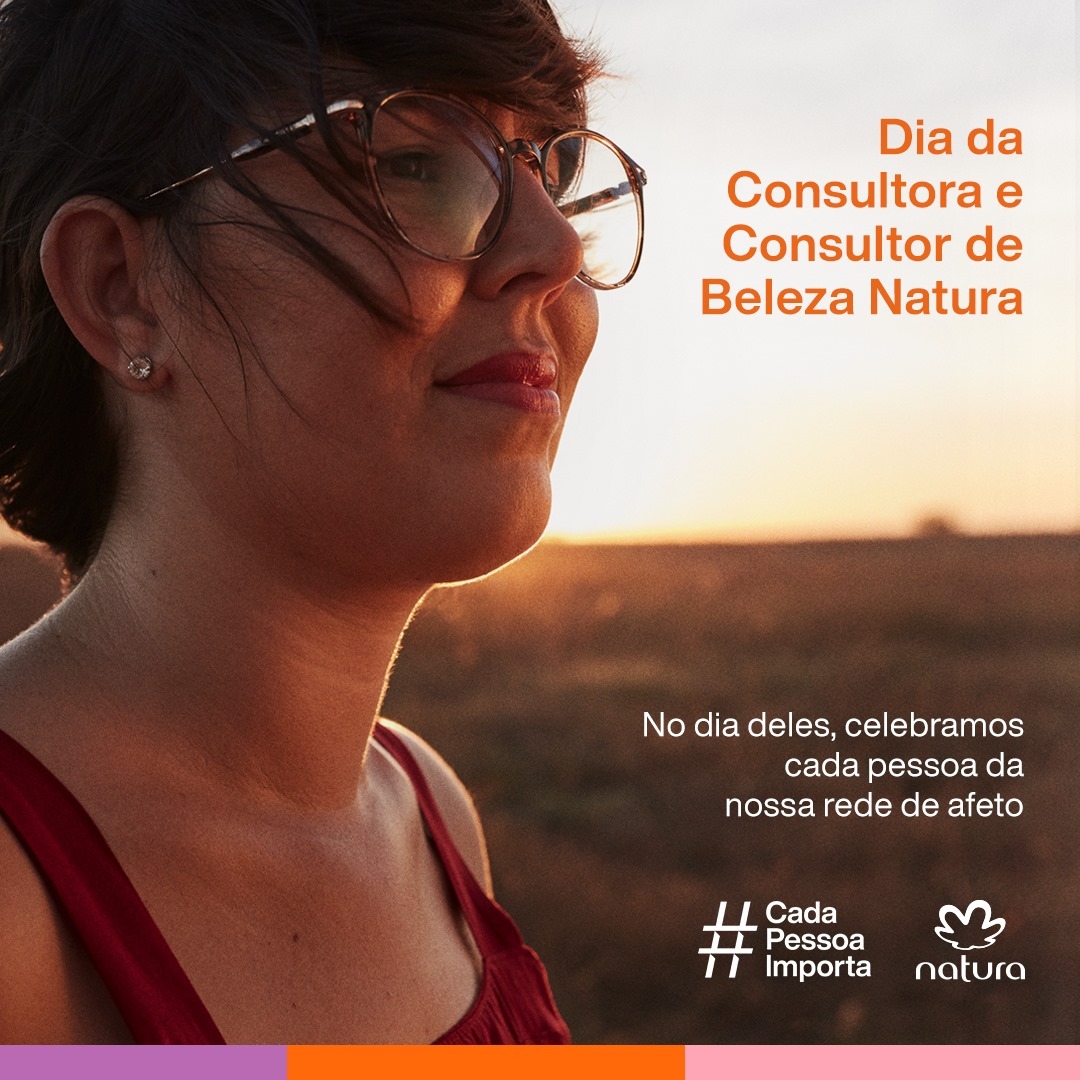 Dia da
Consultora e
Consultor de
Beleza Natura
No dia deles, celebramos
cada pessoa da
nossa rede de afeto
# Cada
Pessoa
Importa
natura